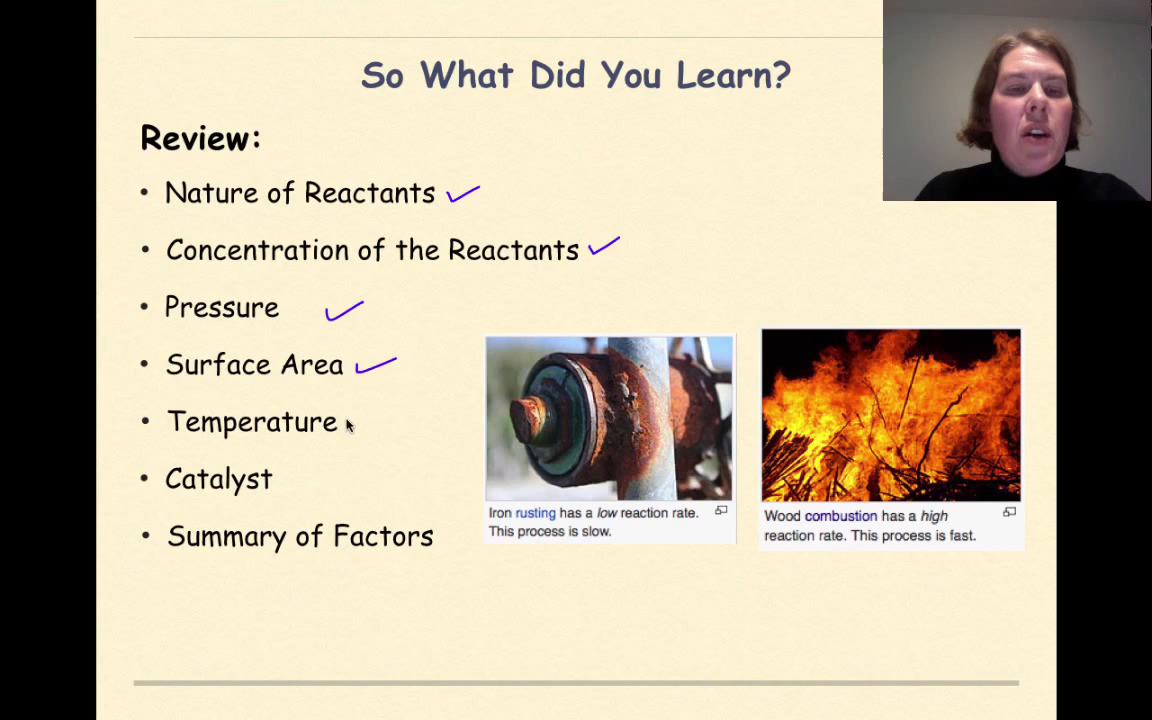 So What Did You Learn?
Review:
• Nature of Reactants
• Concentration of the Reactants
• Pressure
• Surface Area
• Temperature
• Catalyst
• Summary of Factors
Iron rusting has a low reaction rate.
This process is slow.
Wood combustion has a high
reaction rate. This process is fast.